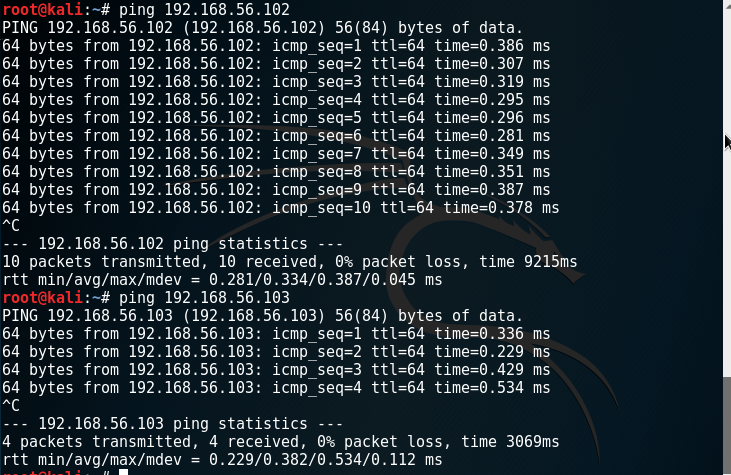 root@kali:~# ping 192.168.56.102
PING 192.168.56.102 (192.168.56.102) 56(84) bytes of data.
64 bytes from 192.168.56.102: icmp_seq=1 ttl=64 time=0.386 ms
64 bytes from 192.168.56.102: icmp_seq=2 ttl=64 time=0.307 ms
64 bytes from 192.168.56.102: icmp_seq=3 ttl=64 time=0.319 ms
64 bytes from 192.168.56.102: icmp_seq=4 ttl=64 time=0.295 ms
64 bytes from 192.168.56.102: icmp_seq=5 ttl=64 time=0.296 ms
64 bytes from 192.168.56.102: icmp_seq=6 ttl=64 time=0.281 ms
64 bytes from 192.168.56.102: icmp_seq=7 ttl=64 time=0.349 ms
64 bytes from 192.168.56.102: icmp_seq=8 ttl=64 time=0.351 ms
64 bytes from 192.168.56.102: icmp_seq=9 ttl=64 time=0.387 ms
64 bytes from 192.168.56.102: icmp_seq=10 ttl=64 time=0.378 ms
^C
--- 192.168.56.102 ping statistics ---
10 packets transmitted, 10 received, 0% packet loss, time 9215ms
rtt min/avg/max/mdev = 0.281/0.334/0.387/0.045 ms
root@kali:~# ping 192.168.56.103
PING 192.168.56.103 (192.168.56.103) 56(84) bytes of data.
64 bytes from 192.168.56.103: icmp_seq=1 ttl=64 time=0.336 ms
64 bytes from 192.168.56.103: icmp_seq=2 ttl=64 time=0.229 ms
64 bytes from 192.168.56.103: icmp_seq=3 ttl=64 time=0.429 ms
64 bytes from 192.168.56.103: icmp_seq=4 ttl=64 time=0.534 ms
^C
--- 192.168.56.103 ping statistics ---
4 packets transmitted, 4 received, 0% packet loss, time 3069ms
rtt min/avg/max/mdev = 0.229/0.382/0.534/0.112 ms